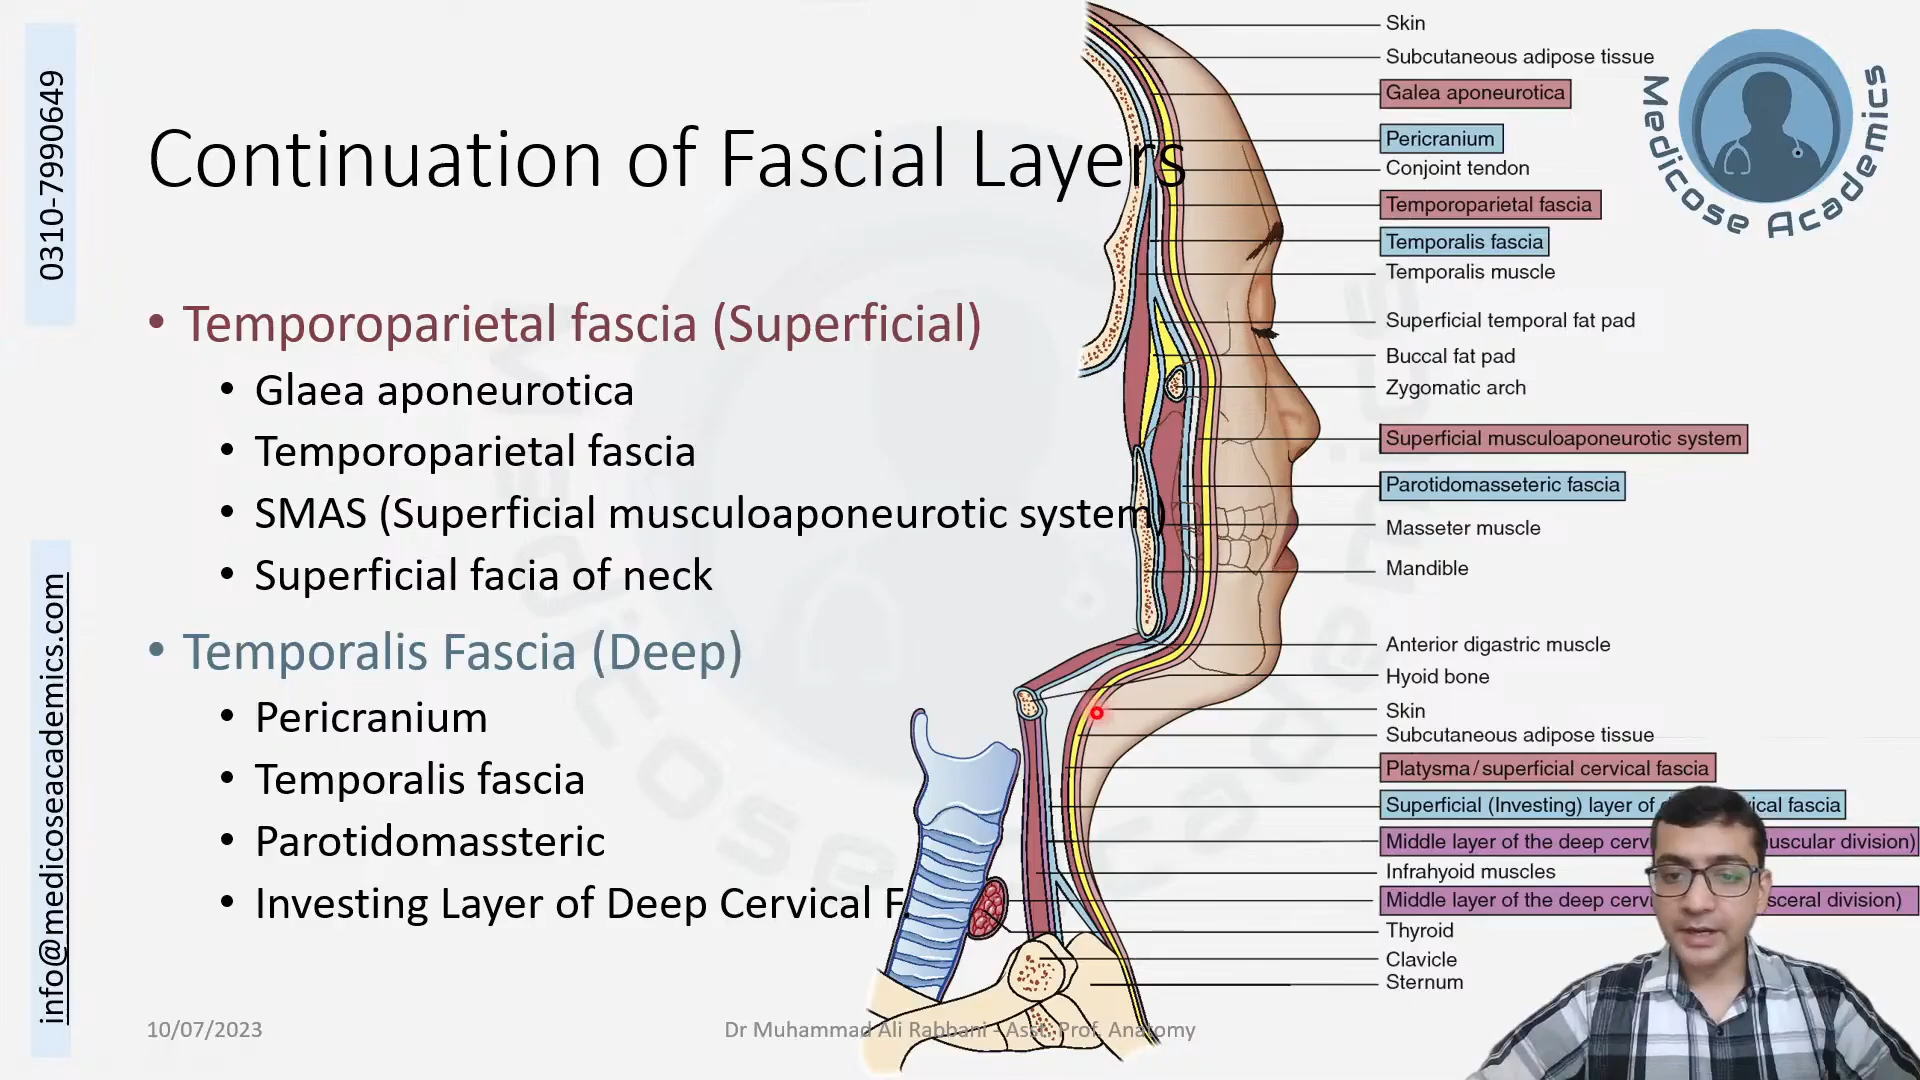 0310-7990649
info@medicoseacademics.com
Continuation of Fascial Layers
• Temporoparietal fascia (Superficial)
• Glaea aponeurotica
• Temporoparietal fascia
• SMAS (Superficial musculoaponeurotic system)
• Superficial facia of neck
• Temporalis Fascia (Deep)
• Pericranium
• Temporalis fascia
• Parotidomassteric
• Investing Layer of Deep Cervical F.
Skin
Subcutaneous adipose tissue
Galea aponeurotica
Pericranium
Conjoint tendon
Temporoparietal fascia
Temporalis fascia
Temporalis muscle
Superficial temporal fat pad
Buccal fat pad
Zygomatic arch
Superficial musculoaponeurotic system
Parotidomasseteric fascia
Masseter muscle
Mandible
Anterior digastric muscle
Hyoid bone
Skin
Subcutaneous adipose tissue
Platysma/superficial cervical fascia
Superficial (Investing) layer of fascia
Middle layer of the deep division)
Infrahyoid muscles
Middle layer of the deep division)
Thyroid
Clavicle
Sternum
Medicose Academics
10/07/2023
Dr Muhammad Ali Rabbani - Asst. Prof. Anatomy